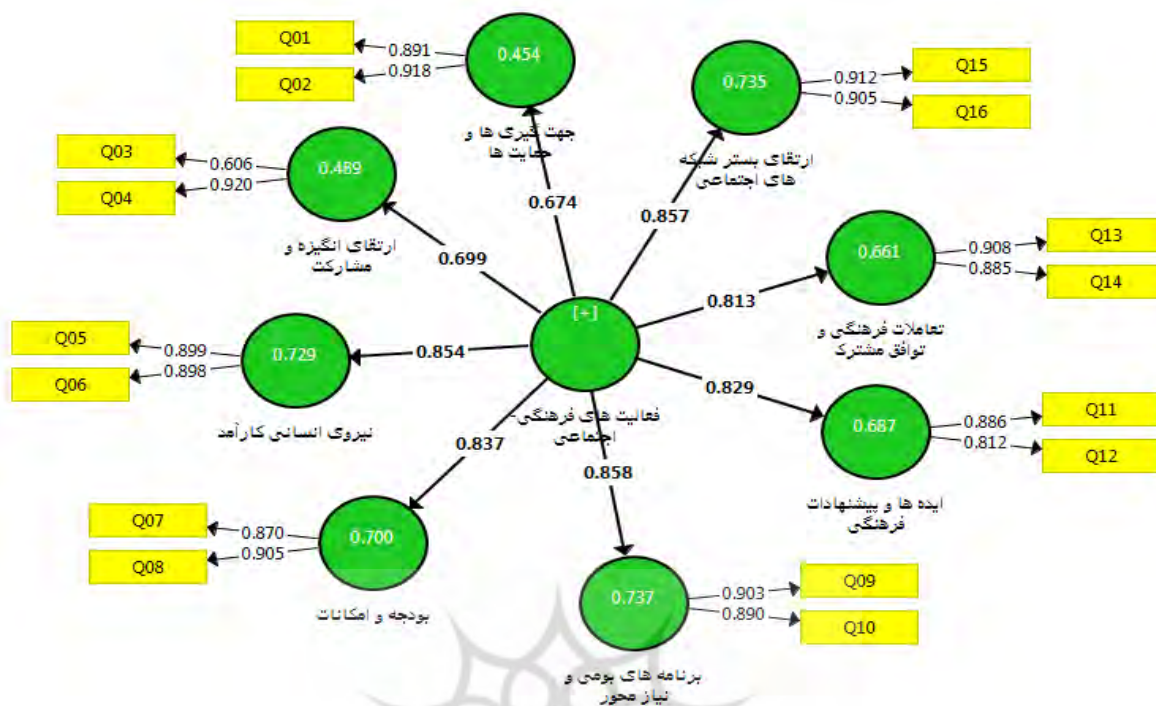 Q01
0.891
Q02
0.918
0.454
جهت گیری ها و
حمایت ها
0.674
0.735
0.912
Q15
0.905
Q16
ارتقای بستر شبکه
های اجتماعی
0.857
Q03
0.606
Q04
0.920
0.489
ارتقای انگیزه و
مشارکت
0.699
0.661
0.908
Q13
0.885
Q14
تعاملات فرهنگی و
توافق مشترک
0.813
[+]
فعالیت های فرهنگی-
اجتماعی
Q05
0.899
Q06
0.898
0.729
نیروی انسانی کارآمد
0.854
0.829
0.687
0.886
Q11
0.812
Q12
ایده ها و پیشنهادات
فرهنگی
0.837
0.858
Q07
0.870
Q08
0.905
0.700
بودجه و امکانات
0.737
0.903
Q09
0.890
Q10
برنامه های بومی و
نیاز محور